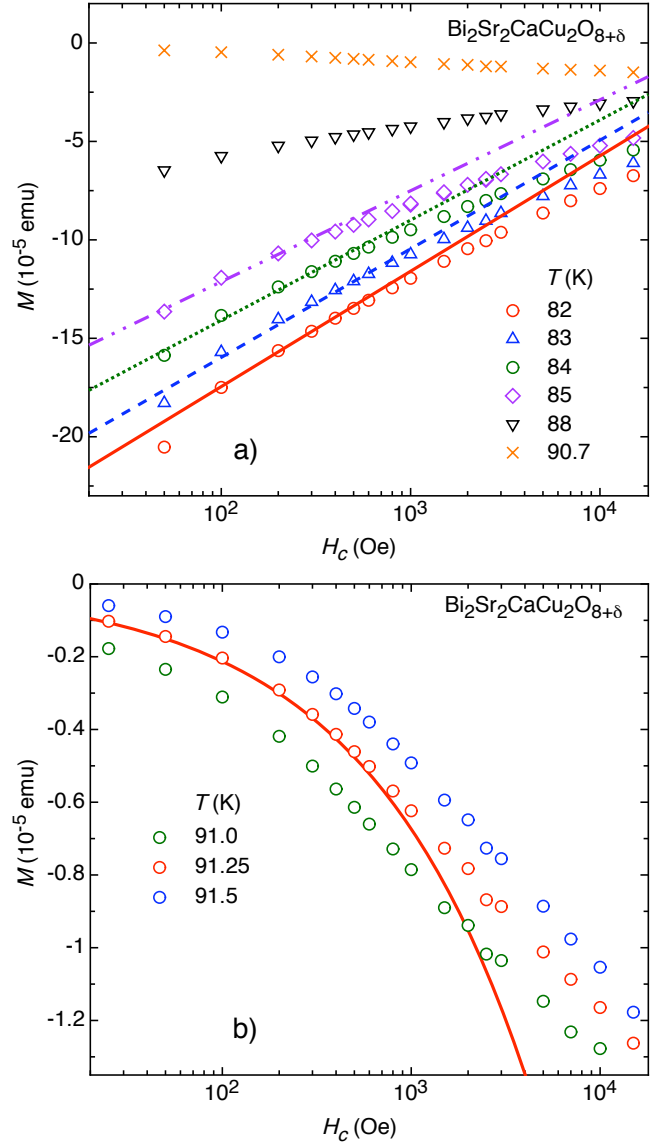 Bi₂Sr₂CaCu₂O₈₊δ
0
-5
-10
-15
-20
M (10⁻⁵ emu)
T (K)
82
83
84
85
88
90.7
a)
10² 10³ 10⁴
H_c (Oe)
Bi₂Sr₂CaCu₂O₈₊δ
0
-0.2
-0.4
-0.6
-0.8
-1
-1.2
M (10⁻⁵ emu)
T (K)
91.0
91.25
91.5
b)
10² 10³ 10⁴
H_c (Oe)